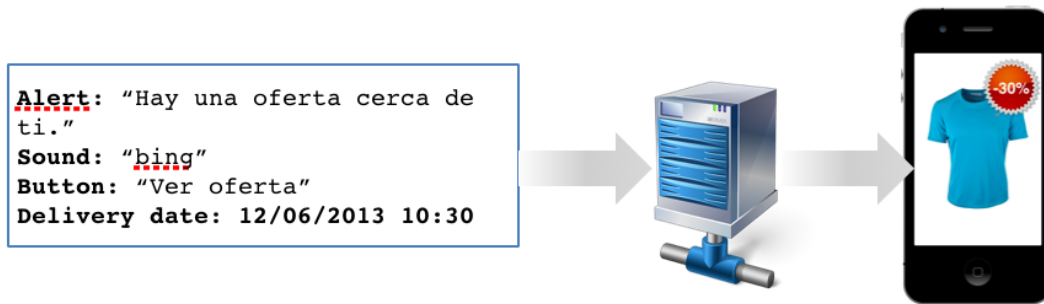 Alert: “Hay una oferta cerca de
ti.”
Sound: “bing”
Button: “Ver oferta”
Delivery date: 12/06/2013 10:30
-30%